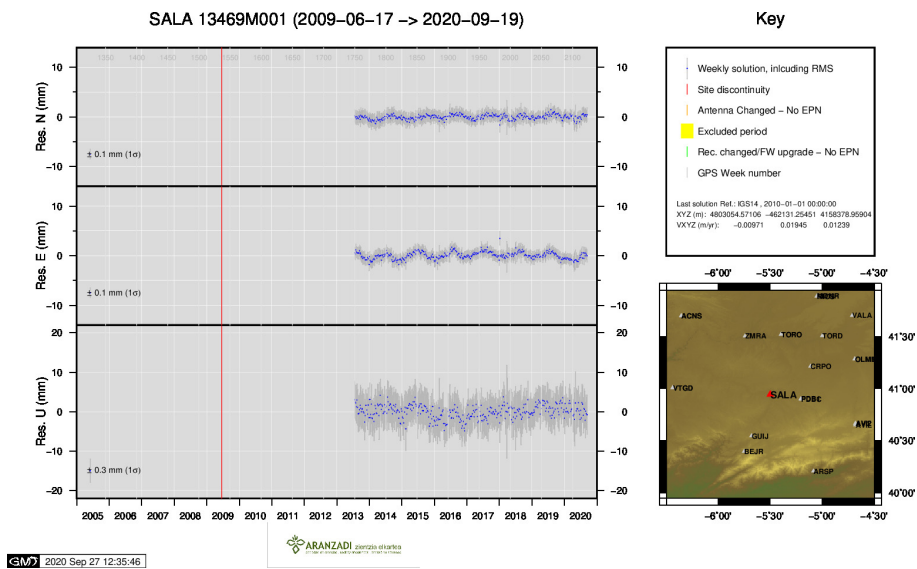 SALA 13469M001 (2009−06−17 −> 2020−09−19)
Key
1350 1400 1450 1500 1550 1600 1650 1700 1750 1800 1850 1900 1950 2000 2050 2100
Res. N (mm)
10
0
−10
10
0
−10
± 0.1 mm (1σ)
Res. E (mm)
10
0
−10
10
0
−10
± 0.1 mm (1σ)
Res. U (mm)
20
10
0
−10
−20
20
10
0
−10
−20
± 0.3 mm (1σ)
2005 2006 2007 2008 2009 2010 2011 2012 2013 2014 2015 2016 2017 2018 2019 2020
Weekly solution, inlcuding RMS
Site discontinuity
Antenna Changed − No EPN
Excluded period
Rec. changed/FW upgrade − No EPN
GPS Week number
Last solution Ref.: IGS14 , 2010−01−01 00:00:00
XYZ (m): 4803054.57106 −462131.25451 4158378.95904
VXYZ (m/yr): −0.00971 0.01945 0.01239
−6˚00' −5˚30' −5˚00' −4˚30'
ACNS
VALA
41˚30'
ZMRA
TORO
TORD
OLM
CRPO
41˚00'
VTGD
SALA
GUIJ
40˚30'
BEJR
ARSP
40˚00'
−6˚00' −5˚30' −5˚00' −4˚30'
ARANZADI zientzia elkartea
GMT 2020 Sep 27 12:35:46